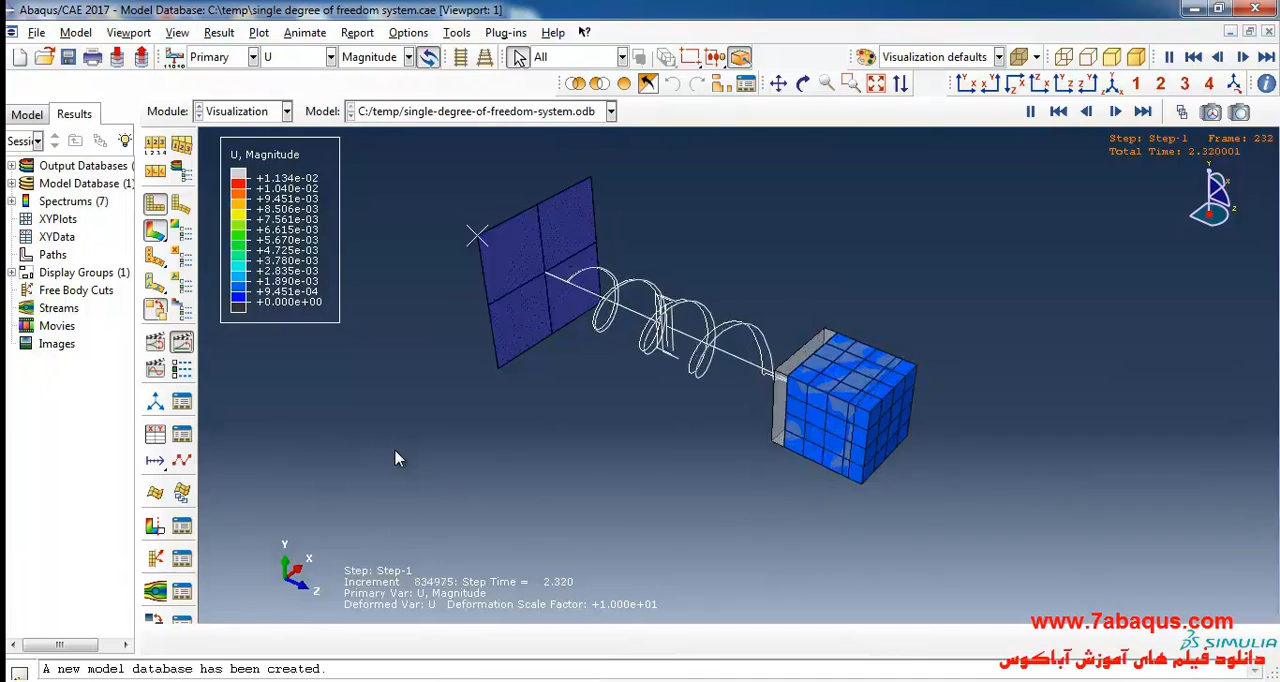 Abaqus/CAE 2017 - Model Database: C:\temp\single degree of freedom system.cae [Viewport: 1]
File Model Viewport View Result Plot Animate Report Options Tools Plug-ins Help
Primary U Magnitude All Visualization defaults
1 2 3 4
Model Results Module: Visualization Model: C:/temp/single-degree-of-freedom-system.odb
Sessi
Output Databases (
Model Database (1)
Spectrums (7)
XYPlots
XYData
Paths
Display Groups (1)
Free Body Cuts
Streams
Movies
Images
U, Magnitude
+1.134e-02
+1.040e-02
+9.451e-03
+8.506e-03
+7.561e-03
+6.615e-03
+5.670e-03
+4.725e-03
+3.780e-03
+2.835e-03
+1.890e-03
+9.451e-04
+0.000e+00
Step: Step-1 Frame: 232
Total Time: 2.320001
Y
X
Z
Y
X
Z
Step: Step-1
Increment 834975: Step Time = 2.320
Primary Var: U, Magnitude
Deformed Var: U Deformation Scale Factor: +1.000e+01
www.7abaqus.com
SIMULIA
دانلود فیلم های آموزش آباکوس
A new model database has been created.